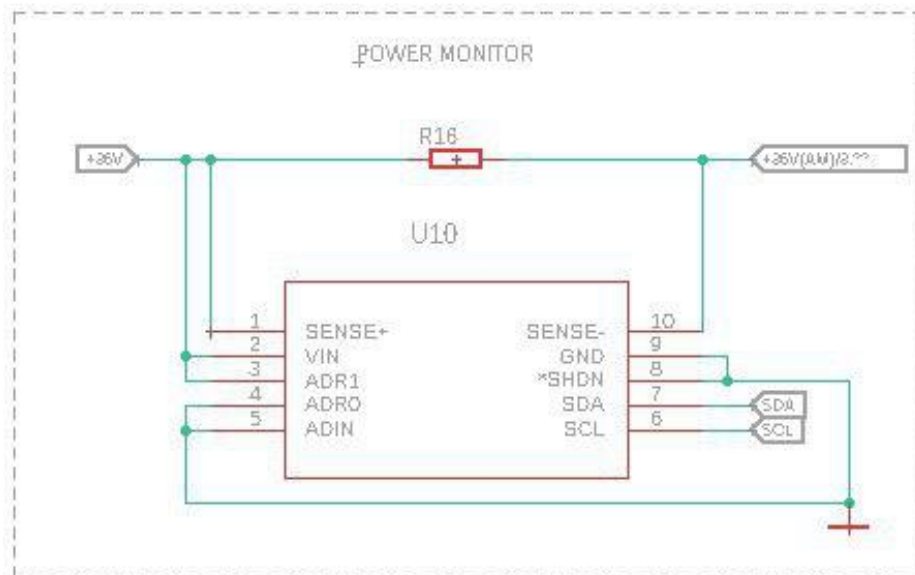 POWER MONITOR
R16
U10
1 SENSE+ SENSE- 10
2 VIN GND 9
3 ADR1 *SHDN 8
4 ADR0 SDA 7 SDA
5 ADIN SCL 6 SCL